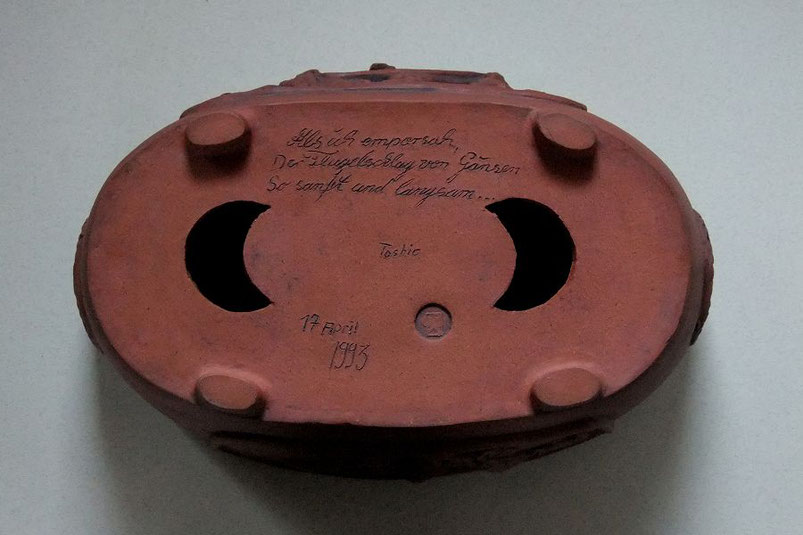 Als ich emporsah,
Der Flügelschlag von Gänsen
So sanft und langsam...
Toshio
17 April
1993